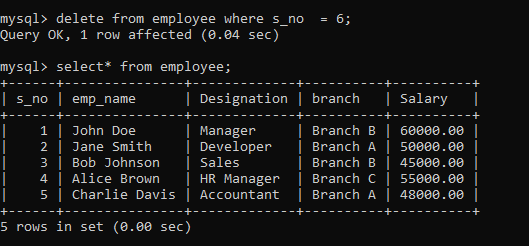 mysql> delete from employee where s_no  = 6;
Query OK, 1 row affected (0.04 sec)
mysql> select* from employee;
+------+---------------+-------------+----------+----------+
| s_no | emp_name      | Designation | branch   | Salary   |
+------+---------------+-------------+----------+----------+
|    1 | John Doe      | Manager     | Branch B | 60000.00 |
|    2 | Jane Smith    | Developer   | Branch A | 50000.00 |
|    3 | Bob Johnson   | Sales       | Branch B | 45000.00 |
|    4 | Alice Brown   | HR Manager  | Branch C | 55000.00 |
|    5 | Charlie Davis | Accountant  | Branch A | 48000.00 |
+------+---------------+-------------+----------+----------+
5 rows in set (0.00 sec)